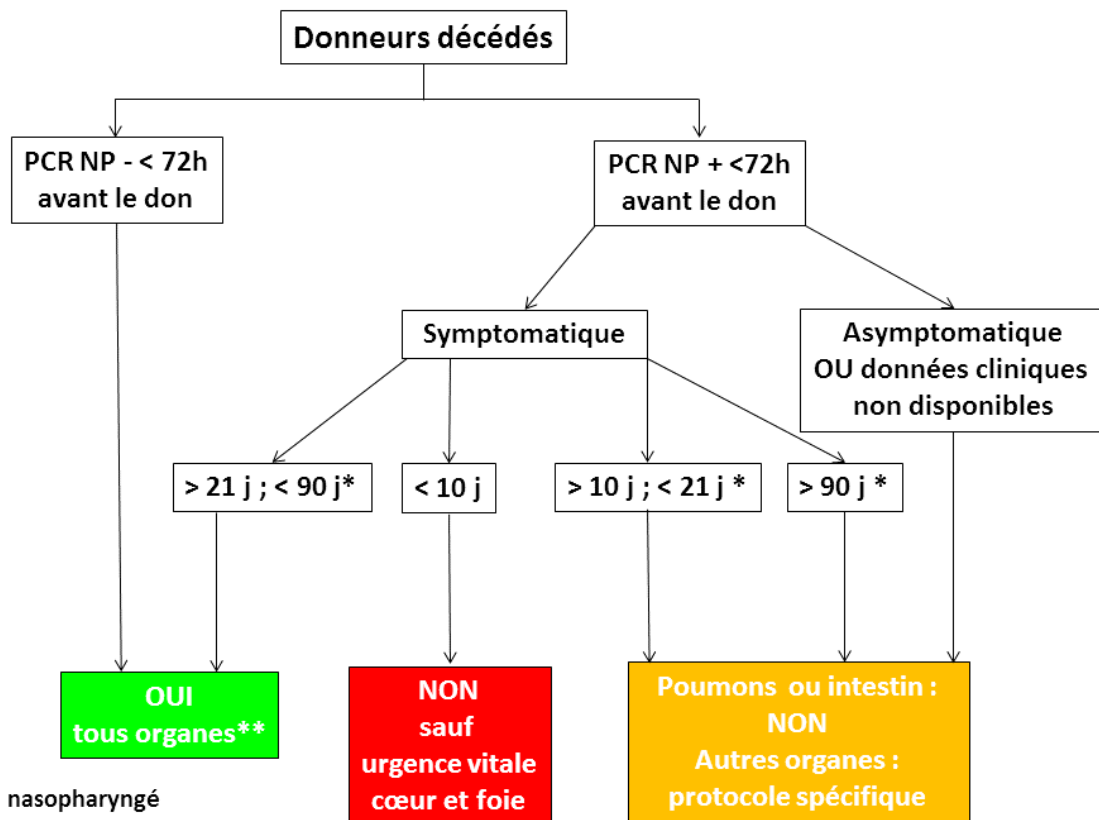 Donneurs décédés
PCR NP - < 72h
avant le don
PCR NP + <72h
avant le don
Symptomatique
Asymptomatique
OU données cliniques
non disponibles
> 21 j ; < 90 j*
< 10 j
> 10 j ; < 21 j *
> 90 j *
OUI
tous organes**
NON
sauf
urgence vitale
cœur et foie
Poumons ou intestin :
NON
Autres organes :
protocole spécifique
nasopharyngé